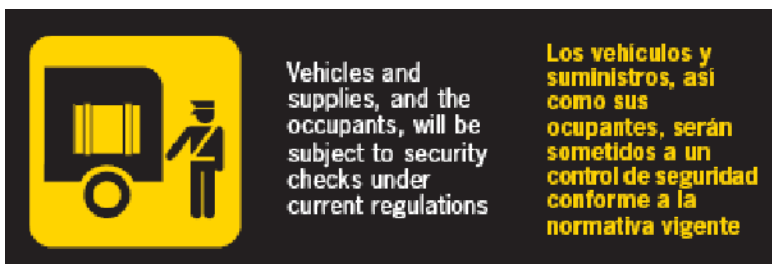 Vehicles and
supplies, and the
occupants, will be
subject to security
checks under
current regulations
Los vehículos y
suministros, así
como sus
ocupantes, serán
sometidos a un
control de seguridad
conforme a la
normativa vigente